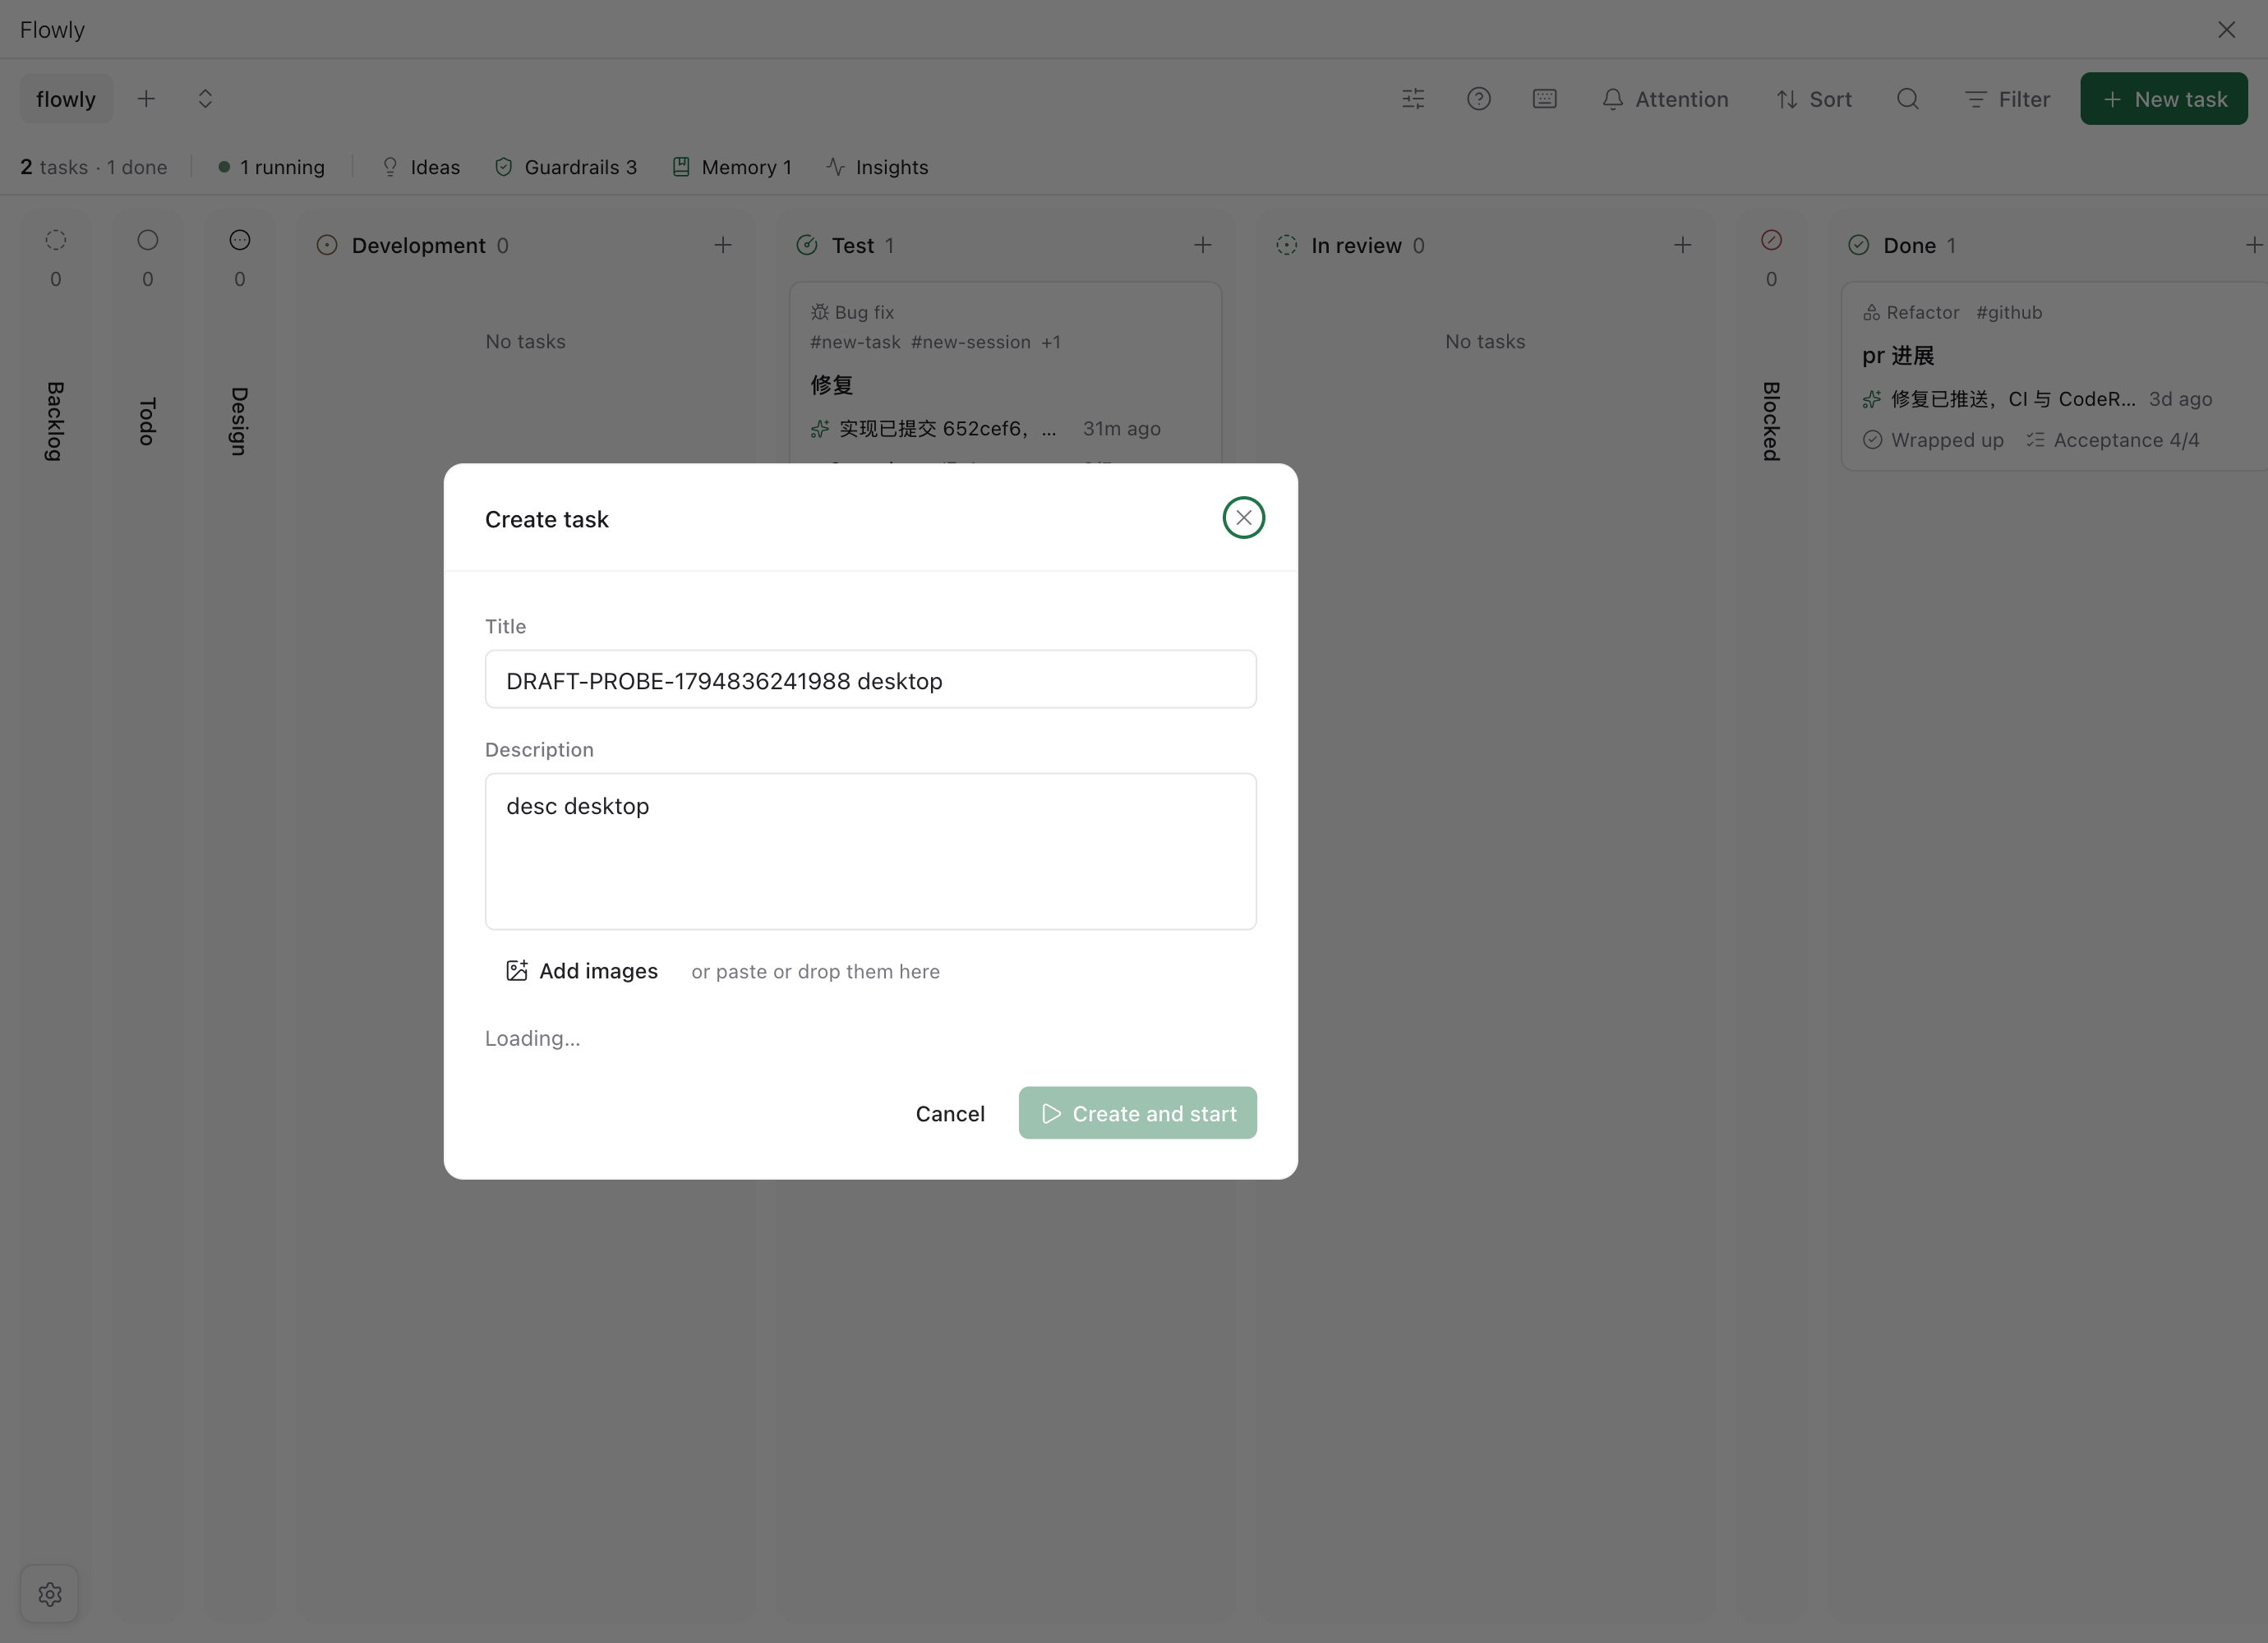 Flowly
flowly
Attention
Sort
Filter
New task
2 tasks · 1 done
1 running
Ideas
Guardrails 3
Memory 1
Insights
0
Backlog
0
Todo
0
Design
Development 0
No tasks
Test 1
Bug fix
#new-task #new-session +1
修复
实现已提交 652cef6，... 31m ago
In review 0
No tasks
0
Blocked
Done 1
Refactor #github
pr 进展
修复已推送，CI 与 CodeR... 3d ago
Wrapped up Acceptance 4/4
Create task
Title
DRAFT-PROBE-1794836241988 desktop
Description
desc desktop
Add images or paste or drop them here
Loading...
Cancel
Create and start